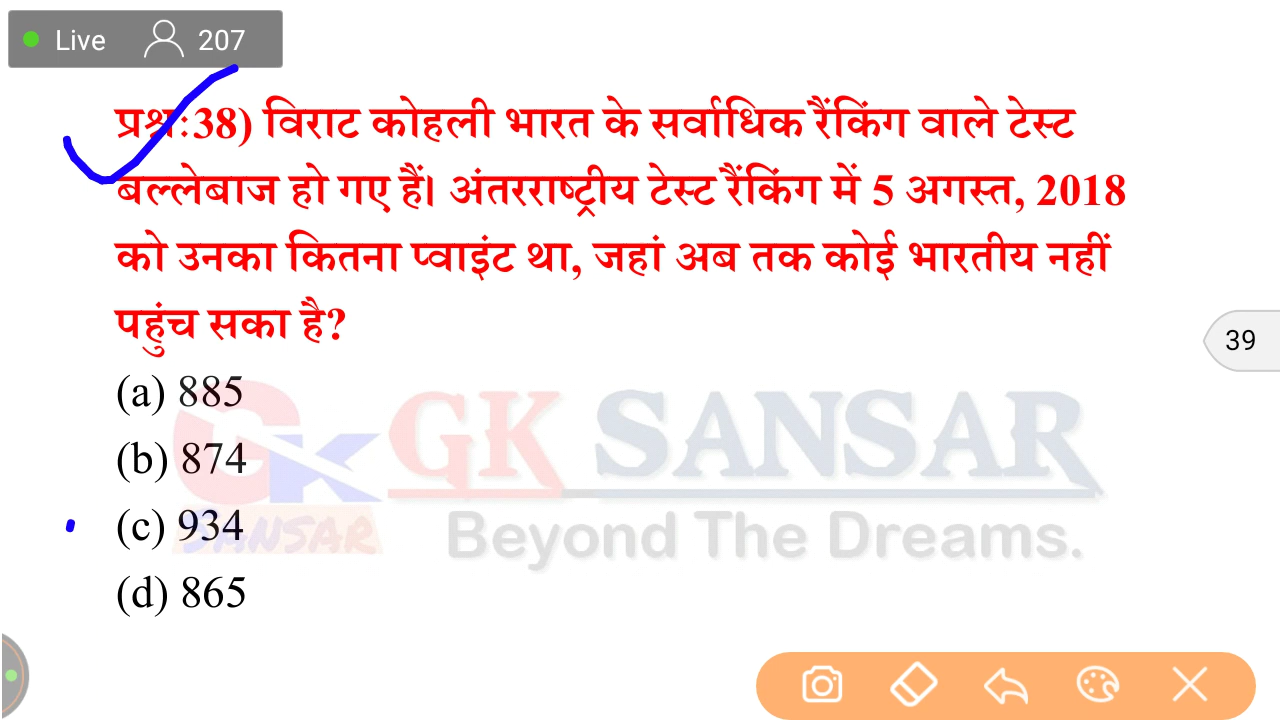 Live 207
प्रश्नः38) विराट कोहली भारत के सर्वाधिक रैंकिंग वाले टेस्ट
बल्लेबाज हो गए हैं। अंतरराष्ट्रीय टेस्ट रैंकिंग में 5 अगस्त, 2018
को उनका कितना प्वाइंट था, जहां अब तक कोई भारतीय नहीं
पहुंच सका है?
39
(a) 885
(b) 874
(c) 934
(d) 865
GK SANSAR
Beyond The Dreams.
GK
SANSAR